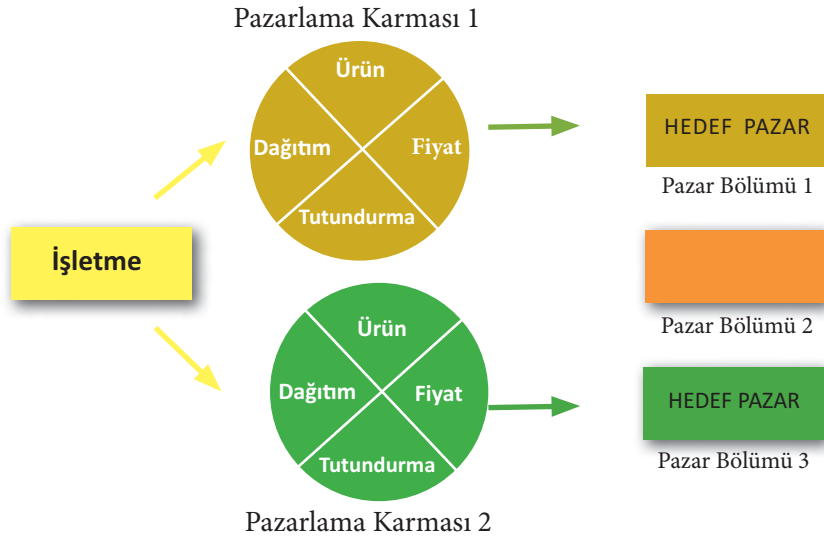 Pazarlama Karması 1
Ürün
Dağıtım
Fiyat
Tutundurma
HEDEF PAZAR
Pazar Bölümü 1
İşletme
Pazar Bölümü 2
Ürün
Dağıtım
Fiyat
Tutundurma
HEDEF PAZAR
Pazar Bölümü 3
Pazarlama Karması 2